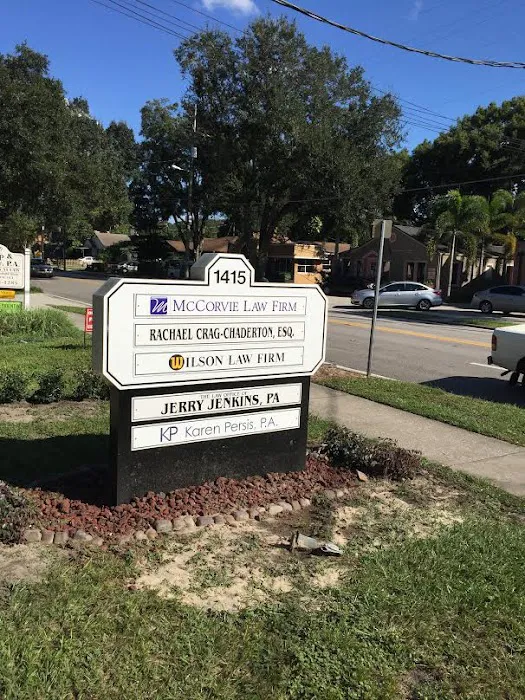 1415
McCorvie Law Firm
Rachael Crag-Chaderton, Esq.
Wilson Law Firm
The Law Office of
Jerry Jenkins, PA
KP Karen Persis, P.A.
&
P.A.